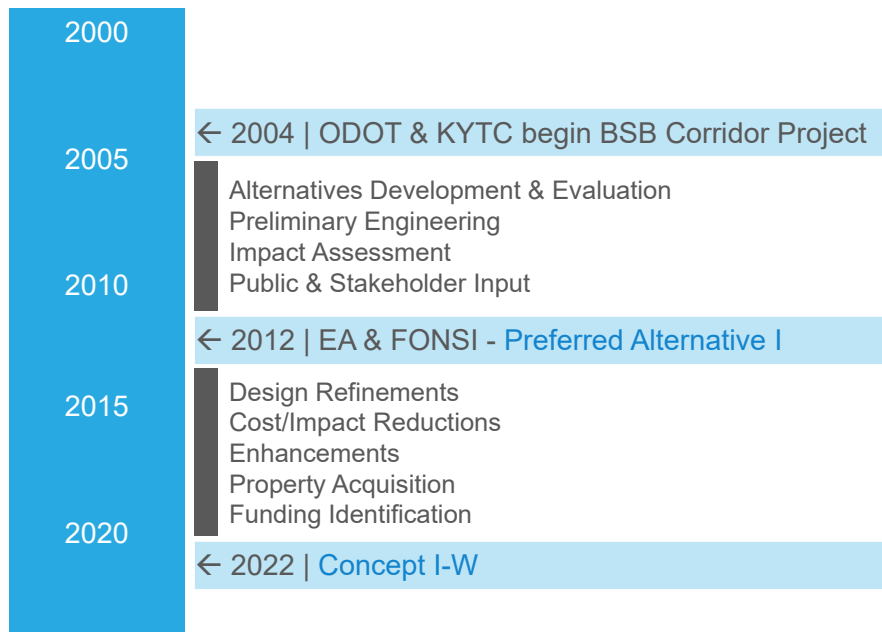 2000
← 2004 | ODOT & KYTC begin BSB Corridor Project
2005
Alternatives Development & Evaluation
Preliminary Engineering
Impact Assessment
2010
Public & Stakeholder Input
← 2012 | EA & FONSI - Preferred Alternative I
Design Refinements
2015
Cost/Impact Reductions
Enhancements
Property Acquisition
Funding Identification
2020
← 2022 | Concept I-W